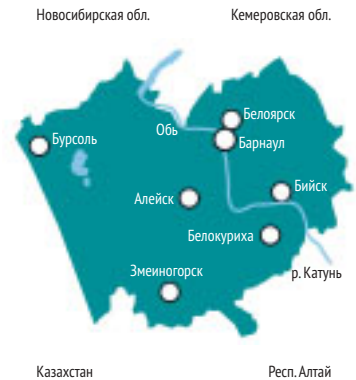 Новосибирская обл.
Кемеровская обл.
Белоярск
Обь
Барнаул
Бурсоль
Бийск
Алейск
Белокуриха
Змеиногорск
р. Катунь
Казахстан
Респ. Алтай